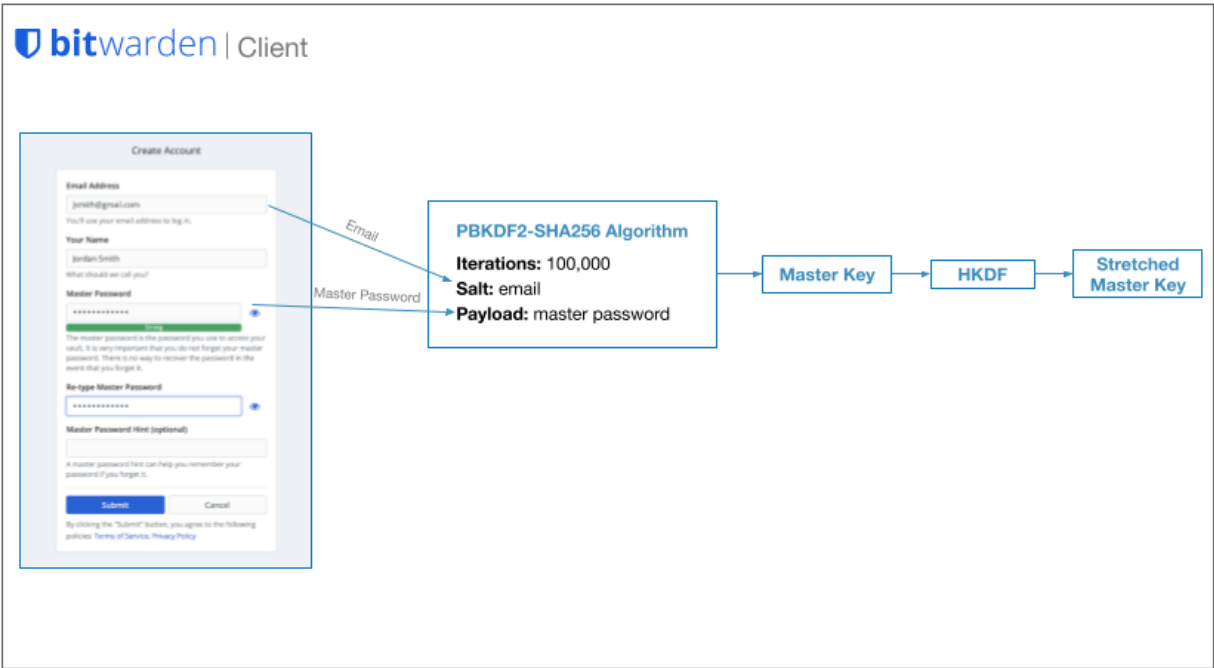 bitwarden | Client
Create Account
Email Address
jsmith@gmail.com
You'll use your email address to log in.
Your Name
Jordan Smith
What should we call you?
Master Password
************
Strong
The master password is the password you use to access your
vault. It is very important that you do not forget your master
password. There is no way to recover the password in the
event that you forget it.
Re-type Master Password
************
Master Password Hint (optional)
A master password hint can help you remember your
password if you forget it.
Submit
Cancel
By clicking the "Submit" button, you agree to the following
policies: Terms of Service, Privacy Policy
Email
Master Password
PBKDF2-SHA256 Algorithm
Iterations: 100,000
Salt: email
Payload: master password
Master Key
HKDF
Stretched
Master Key